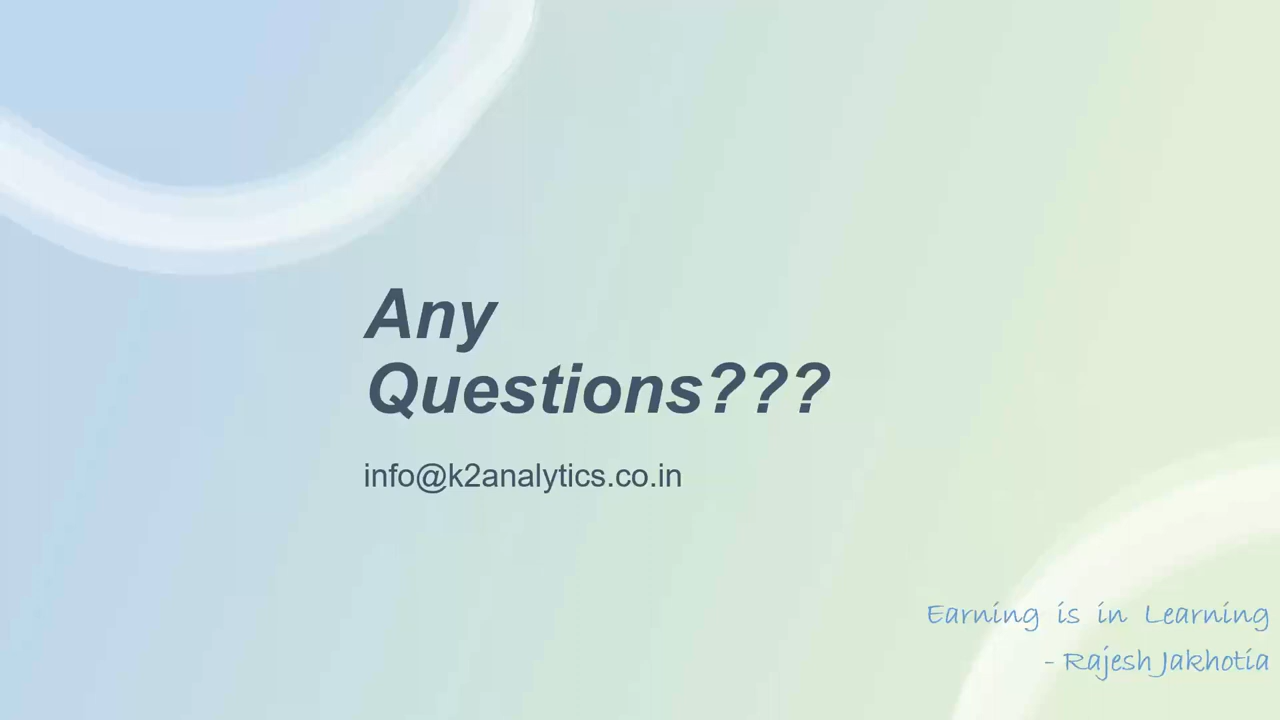 Any
Questions???
info@k2analytics.co.in
Earning is in Learning
- Rajesh Jakhotia